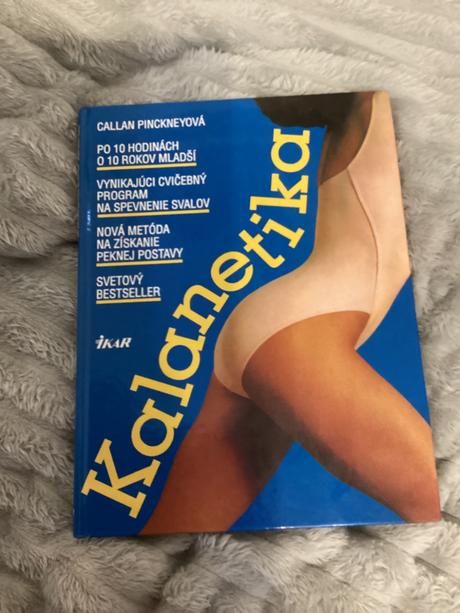 CALLAN PINCKNEYOVÁ
PO 10 HODINÁCH
O 10 ROKOV MLADŠÍ
VYNIKAJÚCI CVIČEBNÝ
PROGRAM
NA SPEVNENIE SVALOV
NOVÁ METÓDA
NA ZÍSKANIE
PEKNEJ POSTAVY
SVETOVÝ
BESTSELLER
IKAR
Kalanetika